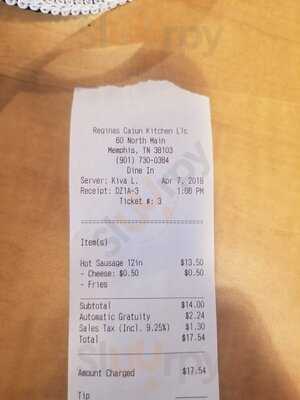 Reginas Cajun Kitchen Llc
60 North Main
Memphis, TN 38103
(901) 730-0384
Dine In
Server: Kiva L. Apr 7, 2018
Receipt: DZ1A-3 1:06 PM
Ticket #: 3
Item(s)
Hot Sausage 12in $13.50
- Cheese: $0.50 $0.50
- Fries
Subtotal $14.00
Automatic Gratuity $2.24
Sales Tax (Incl. 9.25%) $1.30
Total $17.54
Amount Charged $17.54
Tip